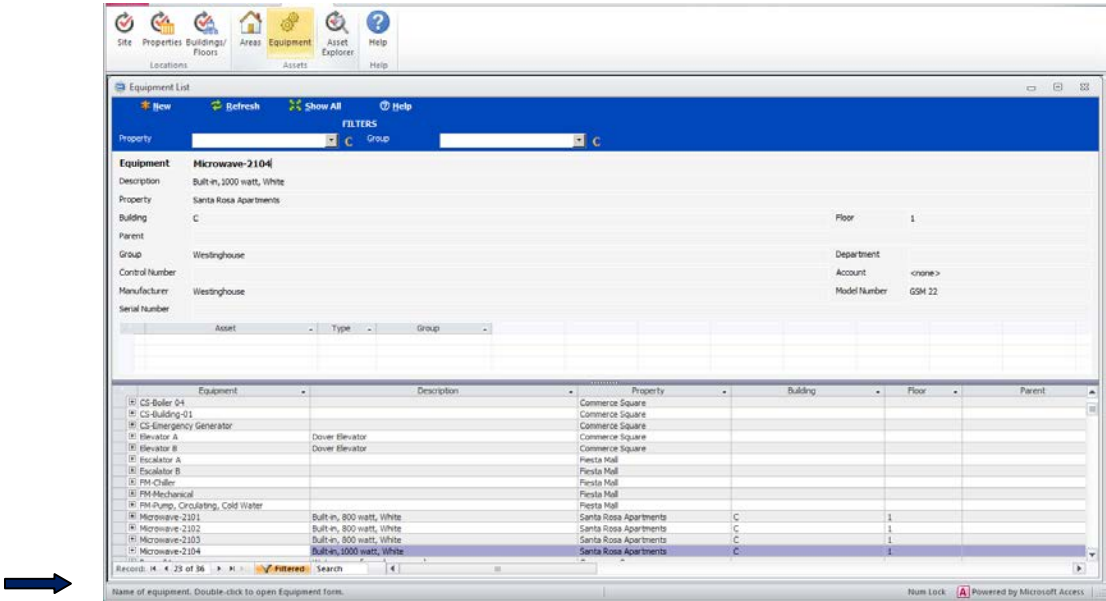 Site Properties Buildings/ Floors Areas Equipment Asset Explorer Help
Locations Assets Help
Equipment List
New Refresh Show All Help
FILTERS
Property C Group C
Equipment Microwave-2104
Description Built-in, 1000 watt, White
Property Santa Rosa Apartments
Building C Floor 1
Parent
Group Westinghouse Department
Control Number Account <none>
Manufacturer Westinghouse Model Number GSM 22
Serial Number
Asset Type Group
Equipment Description Property Building Floor Parent
CS-Boiler 04 Commerce Square
CS-Building-01 Commerce Square
CS-Emergency Generator Commerce Square
Elevator A Dover Elevator Commerce Square
Elevator B Dover Elevator Commerce Square
Escalator A Fiesta Mall
Escalator B Fiesta Mall
FM-Chiller Fiesta Mall
FM-Mechanical Fiesta Mall
FM-Pump, Circulating, Cold Water Fiesta Mall
Microwave-2101 Built-in, 800 watt, White Santa Rosa Apartments C 1
Microwave-2102 Built-in, 800 watt, White Santa Rosa Apartments C 1
Microwave-2103 Built-in, 800 watt, White Santa Rosa Apartments C 1
Microwave-2104 Built-in, 1000 watt, White Santa Rosa Apartments C 1
Record: 23 of 36 Filtered Search
Name of equipment. Double-click to open Equipment form. Num Lock A Powered by Microsoft Access